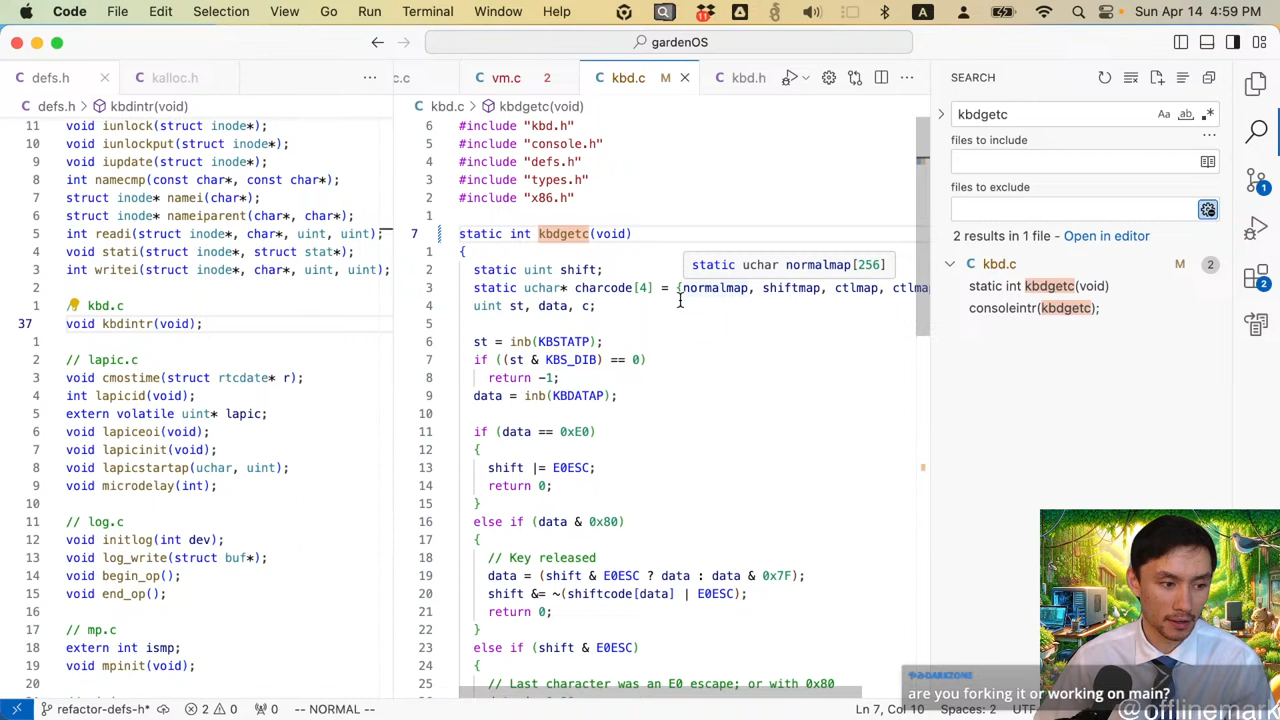 Code File Edit Selection View Go Run Terminal Window Help A Sun Apr 14 4:59 PM
gardenOS
C defs.h
C kalloc.h
c.c
C vm.c 2
C kbd.c M
C kbd.h
SEARCH
C defs.h > kbdintr(void)
C kbd.c > kbdgetc(void)
11 void iunlock(struct inode*);
10 void iunlockput(struct inode*);
9 void iupdate(struct inode*);
8 int namecmp(const char*, const char*);
7 struct inode* namei(char*);
6 struct inode* nameiparent(char*, char*);
5 int readi(struct inode*, char*, uint, uint);
4 void stati(struct inode*, struct stat*);
3 int writei(struct inode*, char*, uint, uint);
2
1 // kbd.c
37 void kbdintr(void);
1
2 // lapic.c
3 void cmostime(struct rtcdate* r);
4 int lapicid(void);
5 extern volatile uint* lapic;
6 void lapiceoi(void);
7 void lapicinit(void);
8 void lapicstartap(uchar, uint);
9 void microdelay(int);
10
11 // log.c
12 void initlog(int dev);
13 void log_write(struct buf*);
14 void begin_op();
15 void end_op();
16
17 // mp.c
18 extern int ismp;
19 void mpinit(void);
6 #include "kbd.h"
5 #include "console.h"
4 #include "defs.h"
3 #include "types.h"
2 #include "x86.h"
1
7 static int kbdgetc(void)
1 {
2 static uint shift;
static uchar normalmap[256]
3 static uchar* charcode[4] = {normalmap, shiftmap, ctlmap, ctlmap
4 uint st, data, c;
5
6 st = inb(KBSTATP);
7 if ((st & KBS_DIB) == 0)
8 return -1;
9 data = inb(KBDATAP);
10
11 if (data == 0xE0)
12 {
13 shift |= E0ESC;
14 return 0;
15 }
16 else if (data & 0x80)
17 {
18 // Key released
19 data = (shift & E0ESC ? data : data & 0x7F);
20 shift &= ~(shiftcode[data] | E0ESC);
21 return 0;
22 }
23 else if (shift & E0ESC)
24 {
// Last character was an E0 escape; or with 0x80
kbdgetc Aa ab .*
files to include
files to exclude
2 results in 1 file - Open in editor
C kbd.c M 2
static int kbdgetc(void)
consoleintr(kbdgetc);
1
2
DARKZONE
are you forking it or working on main?
@offlinemark
refactor-defs-h* 2 0 0 -- NORMAL -- Ln 7, Col 10 Spaces: 2